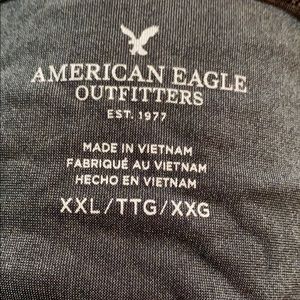 AMERICAN EAGLE
OUTFITTERS
EST. 1977
MADE IN VIETNAM
FABRIQUÉ AU VIETNAM
HECHO EN VIETNAM
XXL/TTG/XXG